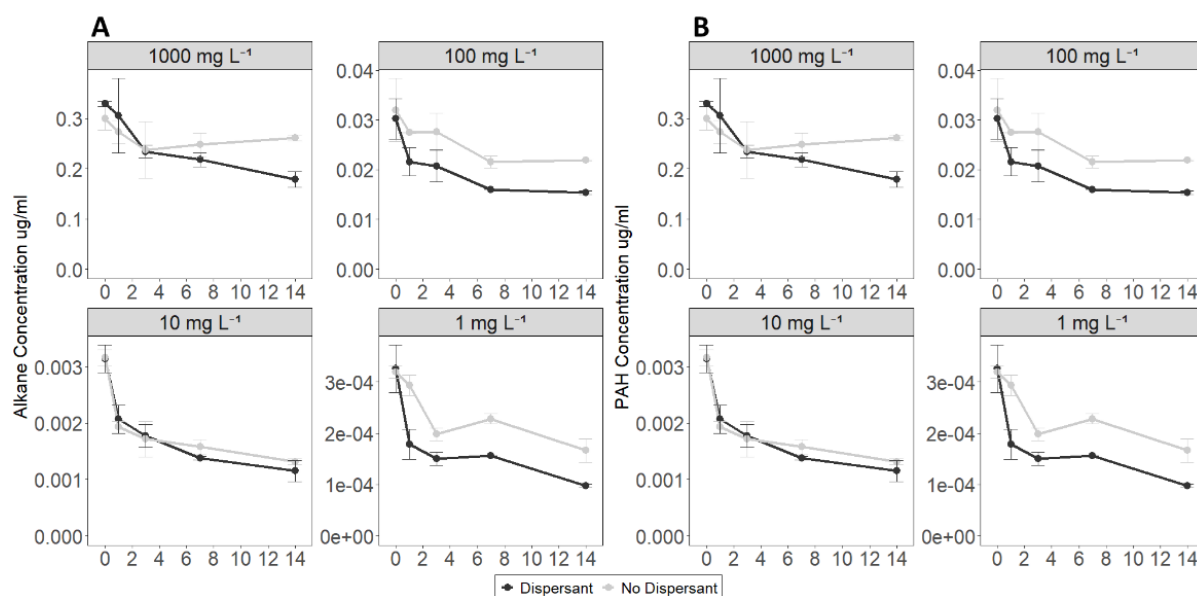 A
B
1000 mg L⁻¹
100 mg L⁻¹
1000 mg L⁻¹
100 mg L⁻¹
0.3
0.2
0.1
0.0
0.04
0.03
0.02
0.01
0.00
0.3
0.2
0.1
0.0
0.04
0.03
0.02
0.01
0.00
0 2 4 6 8 10 12 14
0 2 4 6 8 10 12 14
0 2 4 6 8 10 12 14
0 2 4 6 8 10 12 14
Alkane Concentration ug/ml
PAH Concentration ug/ml
10 mg L⁻¹
1 mg L⁻¹
10 mg L⁻¹
1 mg L⁻¹
0.003
0.002
0.001
0.000
3e-04
2e-04
1e-04
0e+00
0.003
0.002
0.001
0.000
3e-04
2e-04
1e-04
0e+00
0 2 4 6 8 10 12 14
0 2 4 6 8 10 12 14
0 2 4 6 8 10 12 14
0 2 4 6 8 10 12 14
Dispersant No Dispersant